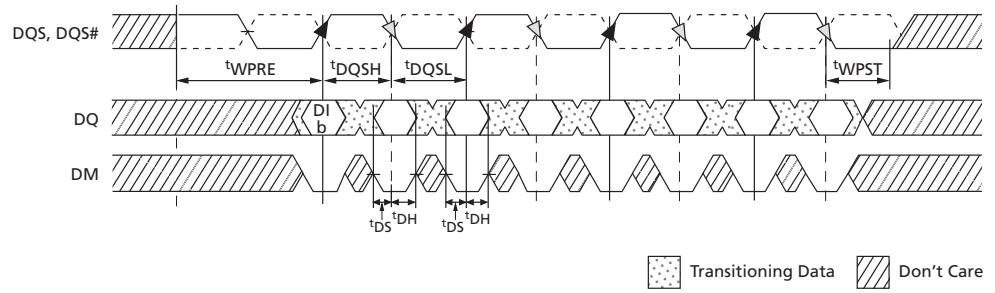 DQS, DQS#
tWPRE
tDQSH
tDQSL
tWPST
DQ
DI
b
DM
tDS
tDH
tDS
tDH
Transitioning Data
Don't Care